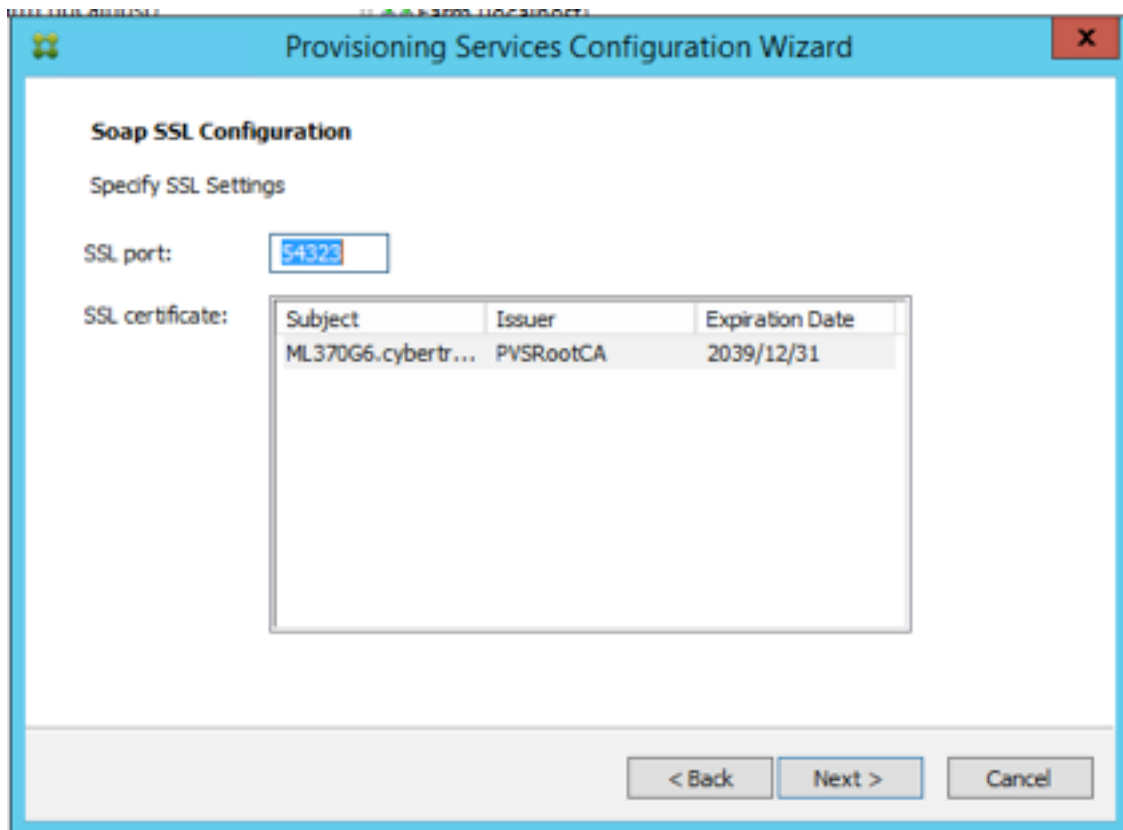 Provisioning Services Configuration Wizard
Soap SSL Configuration
Specify SSL Settings
SSL port: 54323
SSL certificate: Subject Issuer Expiration Date
ML370G6.cybertr... PVSRootCA 2039/12/31
< Back Next > Cancel